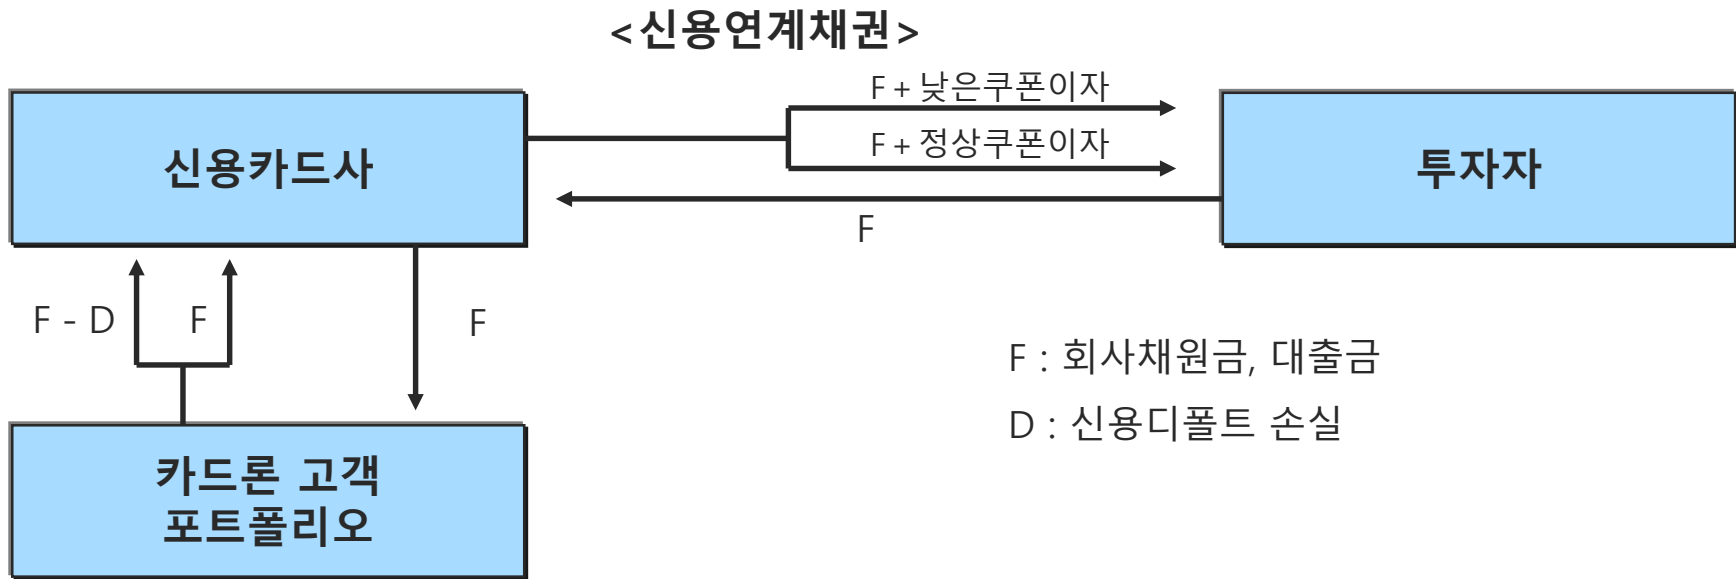 <신용연계채권>
F + 낮은쿠폰이자
F + 정상쿠폰이자
신용카드사
투자자
F
F - D
F
F
F : 회사채원금, 대출금
D : 신용디폴트 손실
카드론 고객
포트폴리오